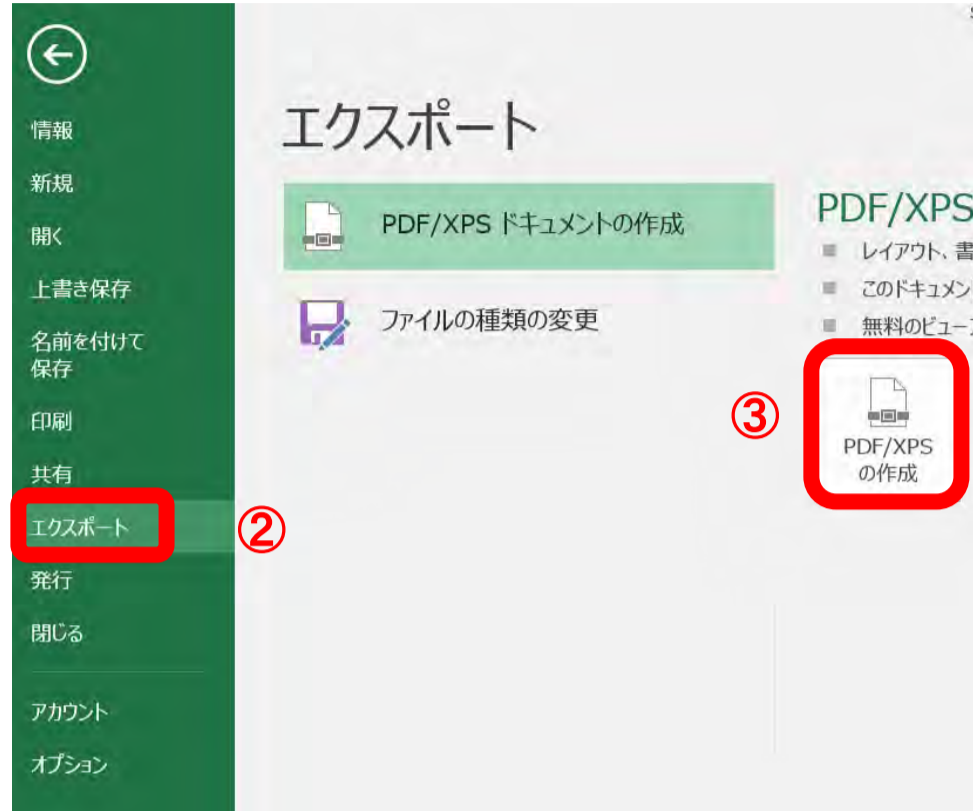 情報
新規
開く
上書き保存
名前を付けて
保存
印刷
共有
エクスポート
②
発行
閉じる
アカウント
オプション
エクスポート
PDF/XPS ドキュメントの作成
ファイルの種類の変更
PDF/XPS
レイアウト、書
このドキュメン
無料のビュー
③
PDF/XPS
の作成